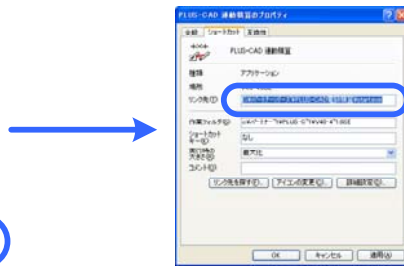 PLUS-CAD 連動積算のプロパティ
全般 ショートカット 互換性
PLUS-CAD 連動積算
種類 アプリケーション
場所
リンク先(T)
作業フォルダ(S)
ショートカット
キー(K) なし
実行時の
大きさ(R) 最大化
コメント(O)
リンク先を探す(F)... アイコンの変更(C)... 詳細設定(D)...
OK キャンセル 適用(A)